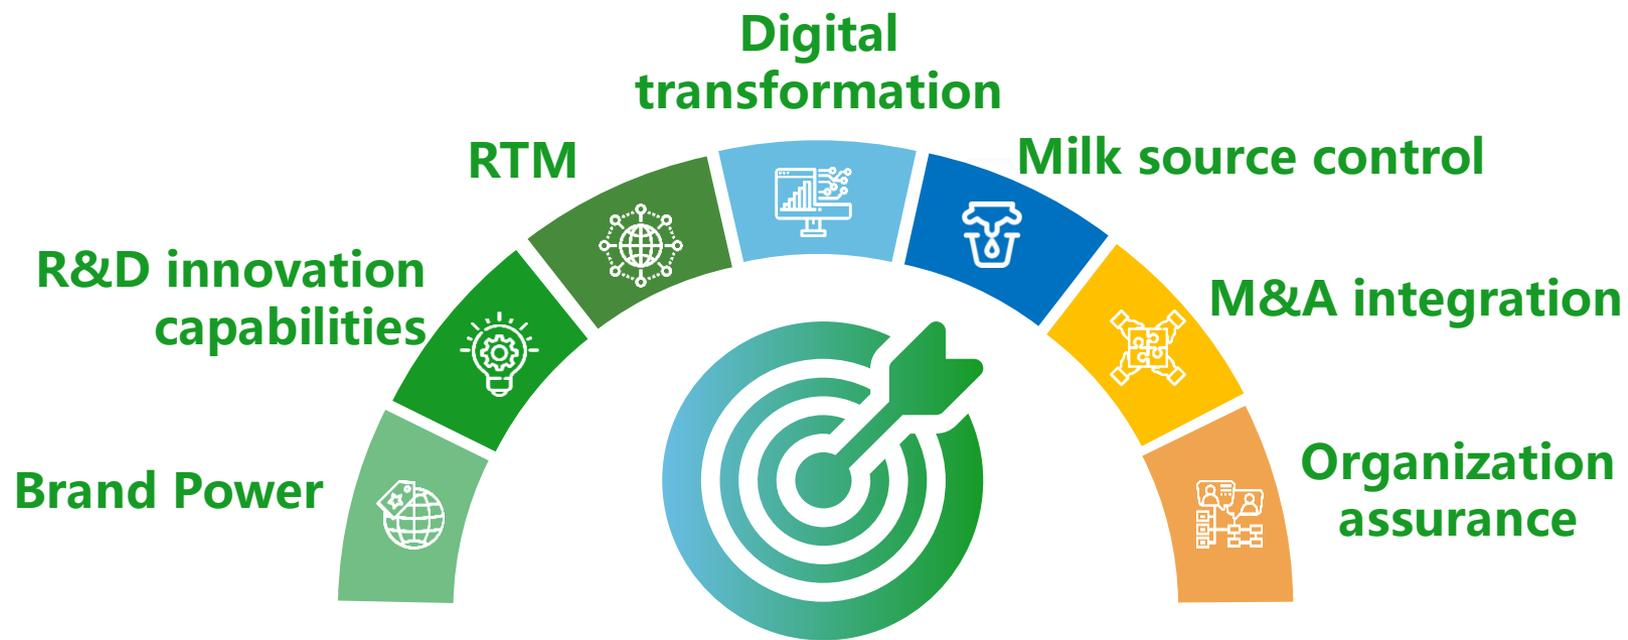 Digital
transformation
RTM
Milk source control
R&D innovation
capabilities
M&A integration
Brand Power
Organization
assurance